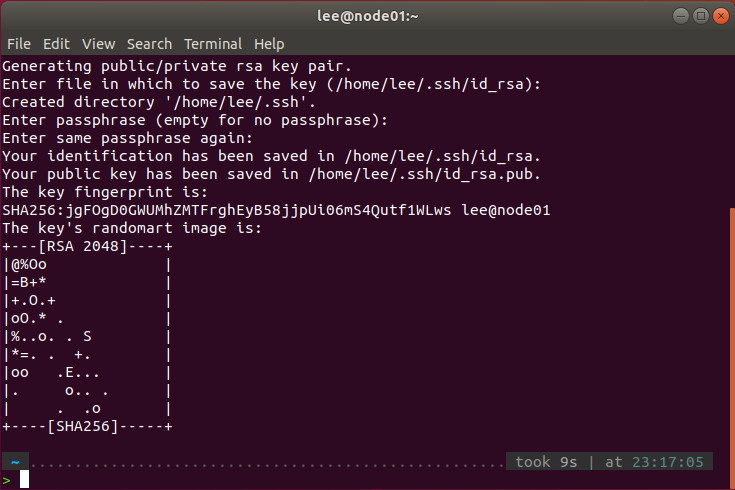 lee@node01:~
File Edit View Search Terminal Help
Generating public/private rsa key pair.
Enter file in which to save the key (/home/lee/.ssh/id_rsa):
Created directory '/home/lee/.ssh'.
Enter passphrase (empty for no passphrase):
Enter same passphrase again:
Your identification has been saved in /home/lee/.ssh/id_rsa.
Your public key has been saved in /home/lee/.ssh/id_rsa.pub.
The key fingerprint is:
SHA256:jgFOgD0GWUMhZMTFrghEyB58jjpUi06mS4Qutf1WLws lee@node01
The key's randomart image is:
+---[RSA 2048]----+
|@%Oo             |
|=B+*             |
|+.O.+            |
|oO.* .           |
|%..o. . S        |
|*=. .  +.        |
|oo   .E...       |
|.     o.. .      |
|     .  .o       |
+----[SHA256]-----+
~ ..................................................... took 9s | at 23:17:05
>